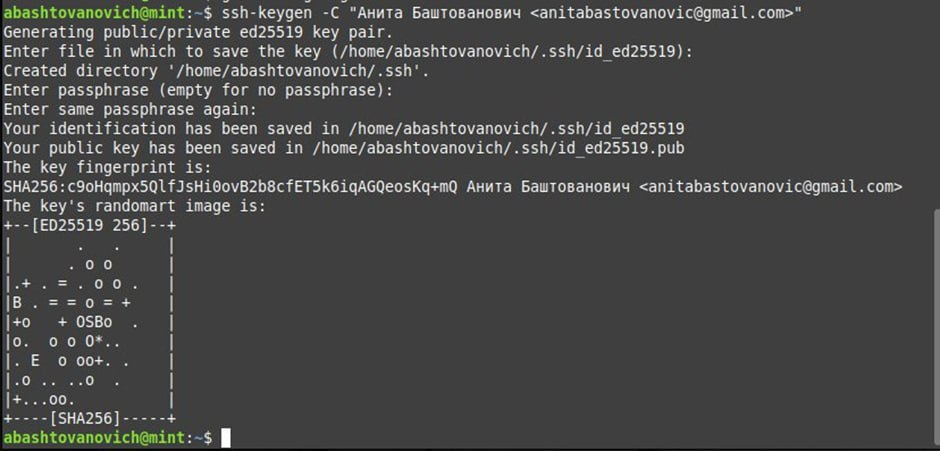 abashtovanovich@mint:~$ ssh-keygen -C "Анита Баштованович <anitabastovanovic@gmail.com>"
Generating public/private ed25519 key pair.
Enter file in which to save the key (/home/abashtovanovich/.ssh/id_ed25519):
Created directory '/home/abashtovanovich/.ssh'.
Enter passphrase (empty for no passphrase):
Enter same passphrase again:
Your identification has been saved in /home/abashtovanovich/.ssh/id_ed25519
Your public key has been saved in /home/abashtovanovich/.ssh/id_ed25519.pub
The key fingerprint is:
SHA256:c9oHqmpx5QlfJsHi0ovB2b8cfET5k6iqAGQeosKq+mQ Анита Баштованович <anitabastovanovic@gmail.com>
The key's randomart image is:
+--[ED25519 256]--+
|       .   .     |
|      . o o      |
|.+ . = . o o .   |
|B . = = o = +    |
|+o   + OSBo  .   |
|o.  o o O*..     |
|. E  o oo+. .    |
|.o .. ..o  .     |
|+...oo.          |
+----[SHA256]-----+
abashtovanovich@mint:~$